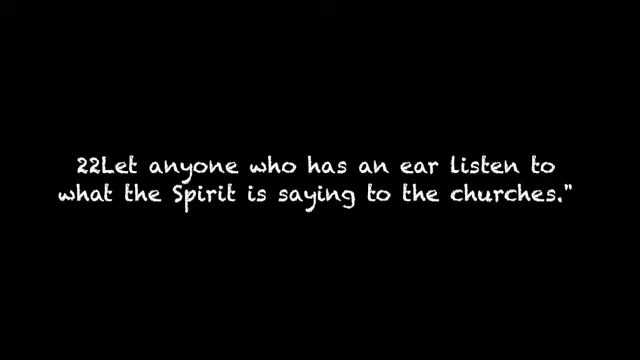 22Let anyone who has an ear listen to
what the Spirit is saying to the churches."